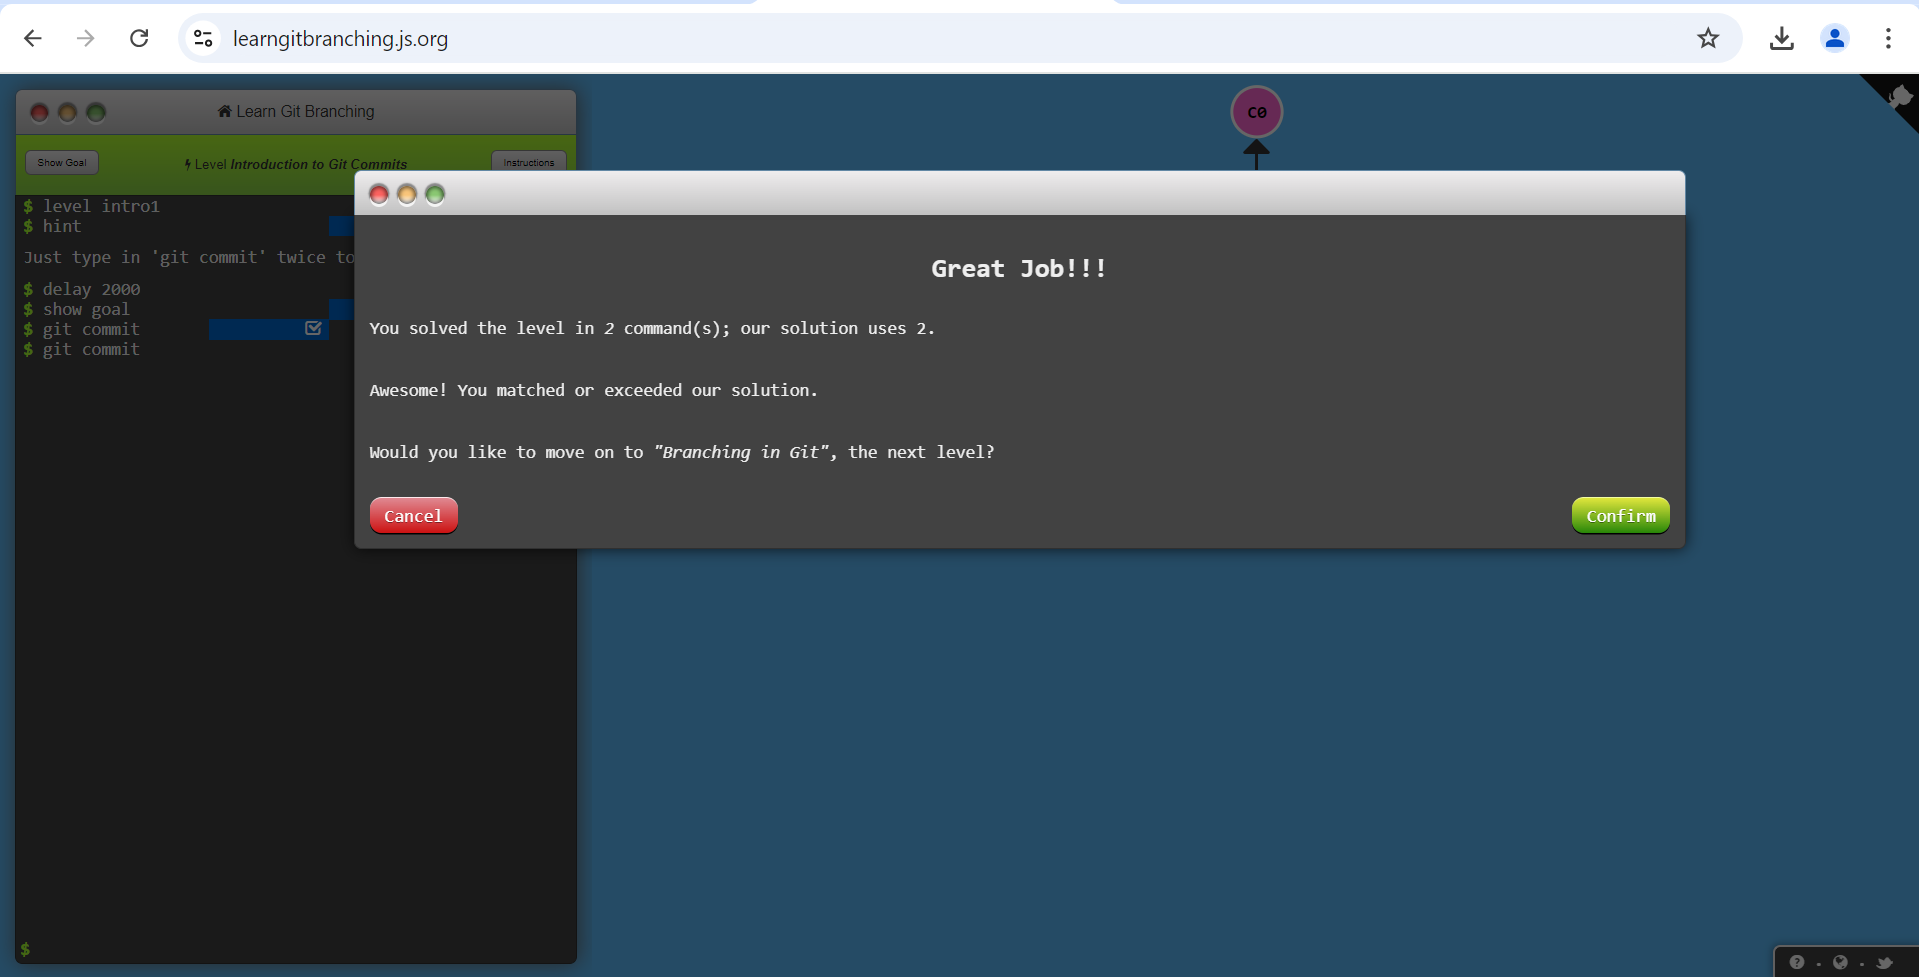 learngitbranching.js.org
Learn Git Branching
C0
Show Goal
Level Introduction to Git Commits
Instructions
$ level intro1
$ hint
Just type in 'git commit' twice to
$ delay 2000
$ show goal
$ git commit
$ git commit
$
Great Job!!!
You solved the level in 2 command(s); our solution uses 2.
Awesome! You matched or exceeded our solution.
Would you like to move on to "Branching in Git", the next level?
Cancel
Confirm